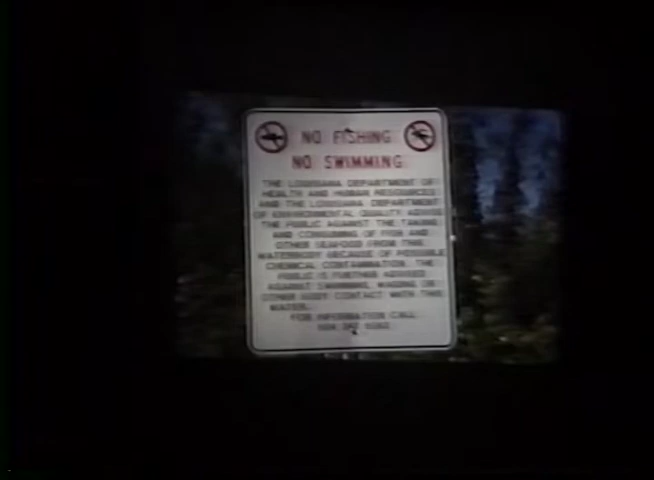 NO FISHING
NO SWIMMING
THE LOUISIANA DEPARTMENT OF
HEALTH AND HUMAN RESOURCES
AND THE LOUISIANA DEPARTMENT
OF ENVIRONMENTAL QUALITY ADVISE
THE PUBLIC AGAINST THE TAKING
AND CONSUMING OF FISH AND
OTHER SEAFOOD FROM THIS
WATERBODY BECAUSE OF POSSIBLE
CHEMICAL CONTAMINATION. THE
PUBLIC IS FURTHER ADVISED
AGAINST SWIMMING, WADING OR
OTHER BODY CONTACT WITH THIS
WATER.
FOR INFORMATION CALL